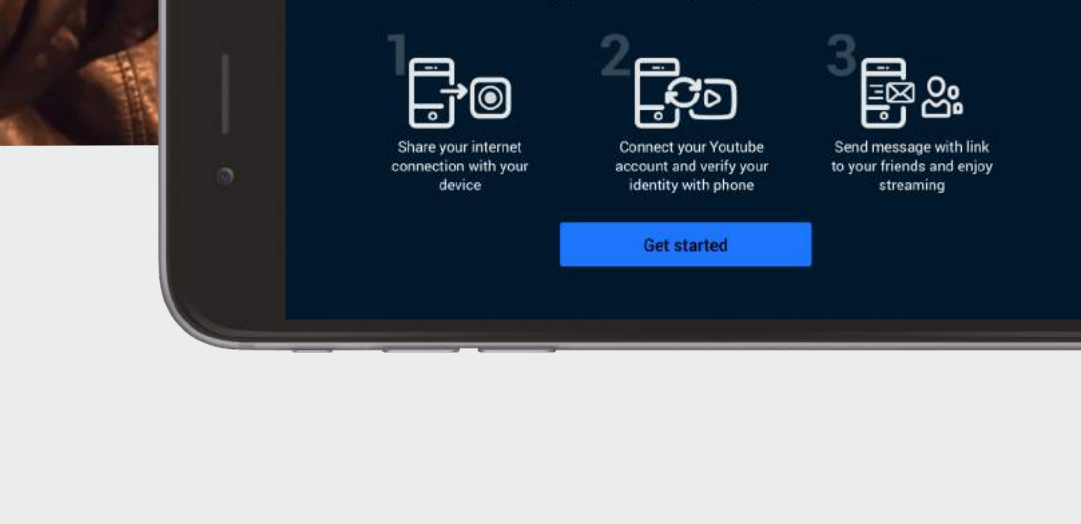 1
2
3
Share your internet
connection with your
device
Connect your Youtube
account and verify your
identity with phone
Send message with link
to your friends and enjoy
streaming
Get started